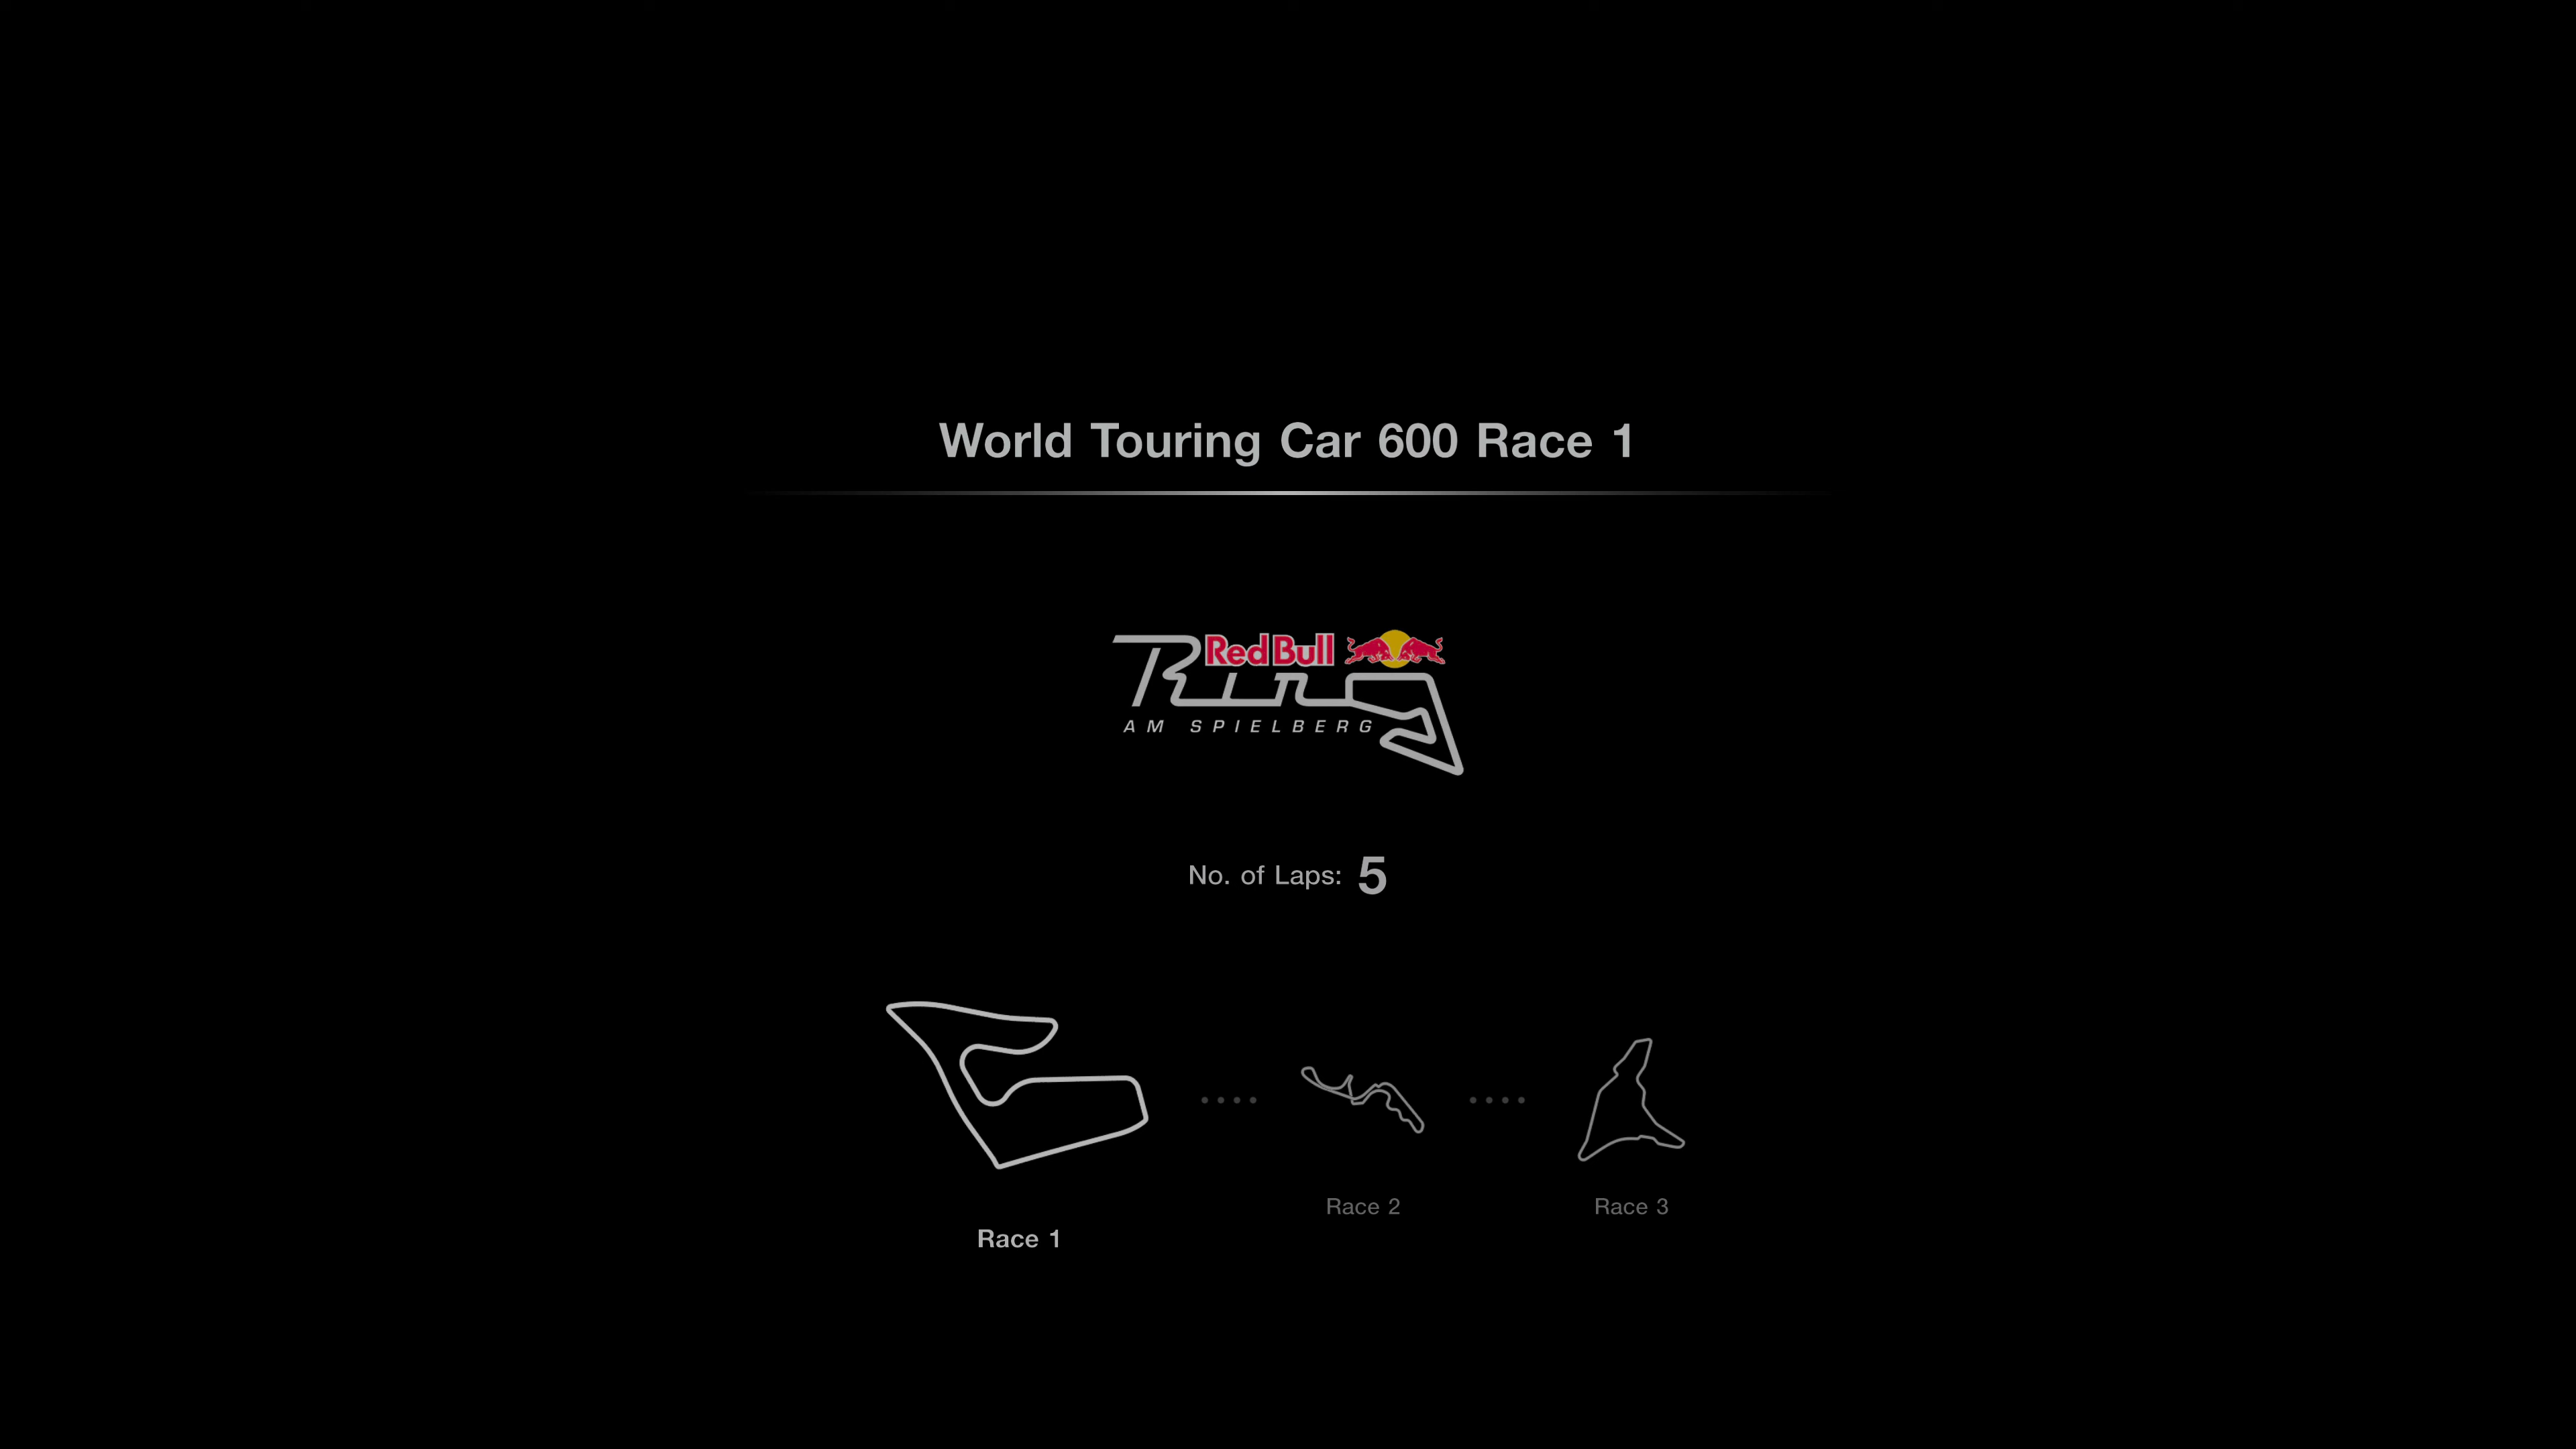 World Touring Car 600 Race 1
Red Bull
Ring
AM SPIELBERG
No. of Laps: 5
Race 1
Race 2
Race 3